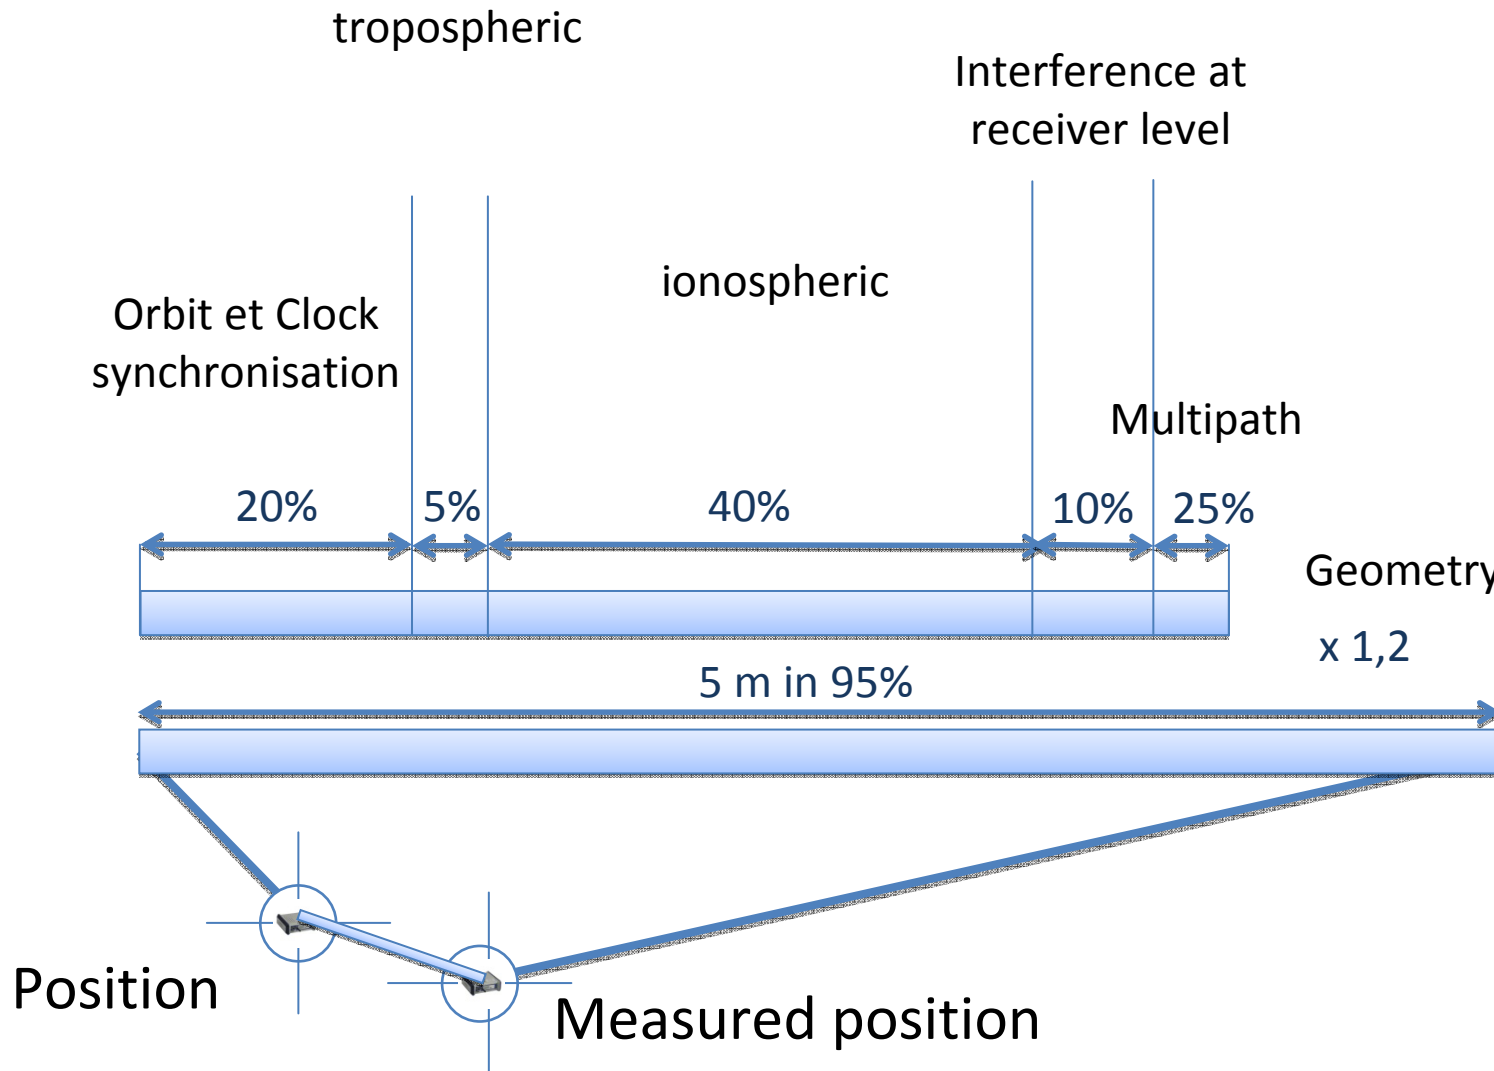 tropospheric
Interference at
receiver level
ionospheric
Orbit et Clock
synchronisation
Multipath
20%
5%
40%
10%
25%
Geometry
x 1,2
5 m in 95%
Position
Measured position